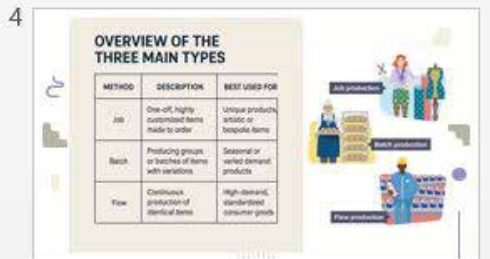 4
OVERVIEW OF THE
THREE MAIN TYPES
METHOD DESCRIPTION BEST USED FOR
Job One-off, highly customized items made to order Unique products, artistic or bespoke items
Batch Producing groups or batches of items with variations Seasonal or varied demand products
Flow Continuous production of identical items High-demand, standardized consumer goods
Job production
Batch production
Flow production